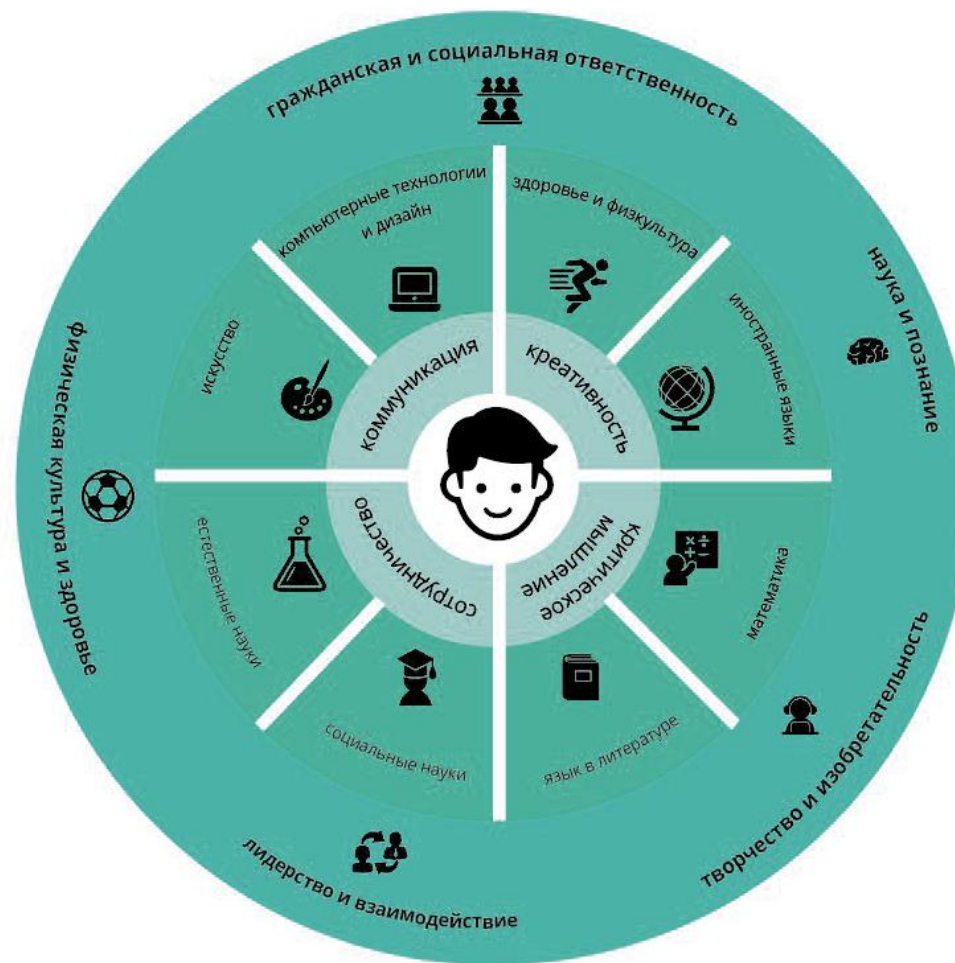 гражданская и социальная ответственность
наука и познание
творчество и изобретательность
лидерство и взаимодействие
физическая культура и здоровье
компьютерные технологии
и дизайн
здоровье и физкультура
иностранные языки
математика
язык в литературе
социальные науки
естественные науки
искусство
коммуникация
креативность
критическое
мышление
сотрудничество